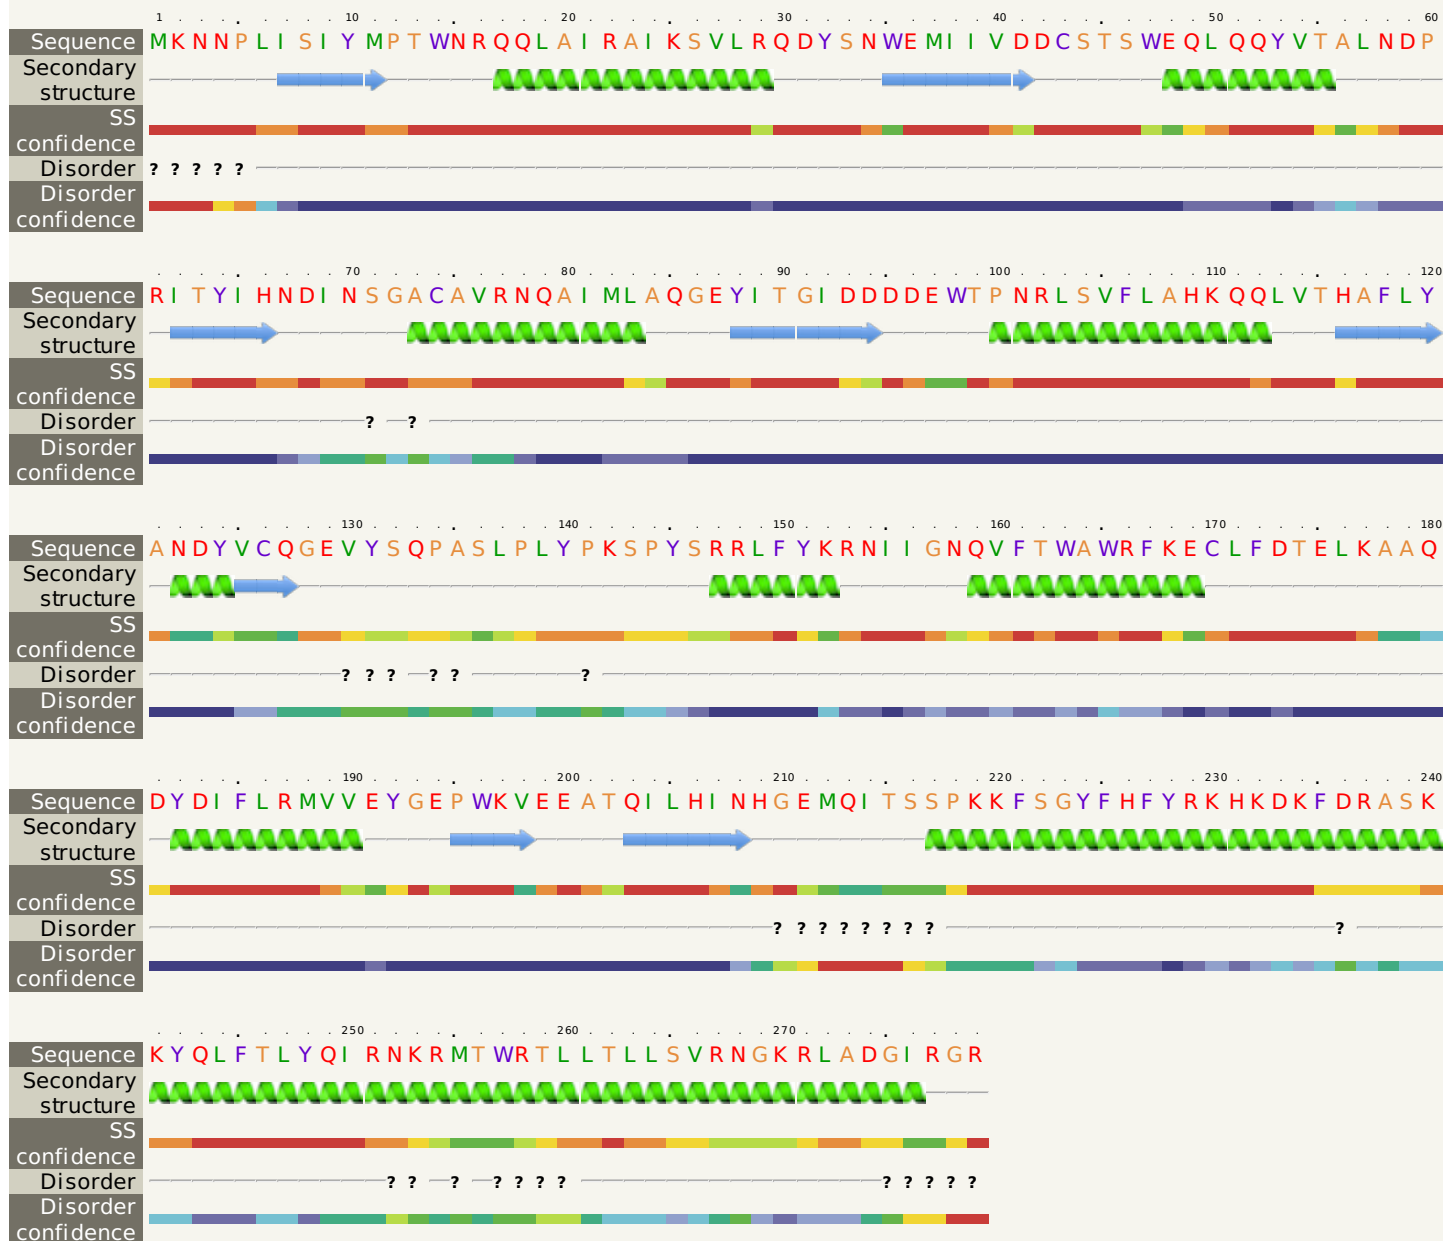 1 10 20 30 40 50 60
Sequence MKNNPLISIYMPTWNRQQLAIRAIKSVLRQDYSNWEMIIVDDCSTSWEQLQQYVTALNDP
Secondary
structure
SS
confidence
Disorder ? ? ? ? ?
Disorder
confidence
70 80 90 100 110 120
Sequence RITYIHNDINSGACAVRNQAIMLAQGEYITGIDDDDEWTPNRLSVFLAHKQQLVTHAFLY
Secondary
structure
SS
confidence
Disorder ? ?
Disorder
confidence
130 140 150 160 170 180
Sequence ANDYVCQGEVYSQPASLPLYPKSPYSRRLFYKRNIIGNQVFTWAWRFKECLFDTELKAAQ
Secondary
structure
SS
confidence
Disorder ? ? ? ? ? ?
Disorder
confidence
190 200 210 220 230 240
Sequence DYDIFLRMVVEYGEPWKVEEATQILHINHGEMQITSSPKKFSGYFHFYRKHKDKFDRASK
Secondary
structure
SS
confidence
Disorder ? ? ? ? ? ? ? ? ?
Disorder
confidence
250 260 270
Sequence KYQLFTLYQIRNKRMTWRTLLTLLSVRNGKRLADGIRGR
Secondary
structure
SS
confidence
Disorder ? ? ? ? ? ? ? ? ? ? ? ?
Disorder
confidence